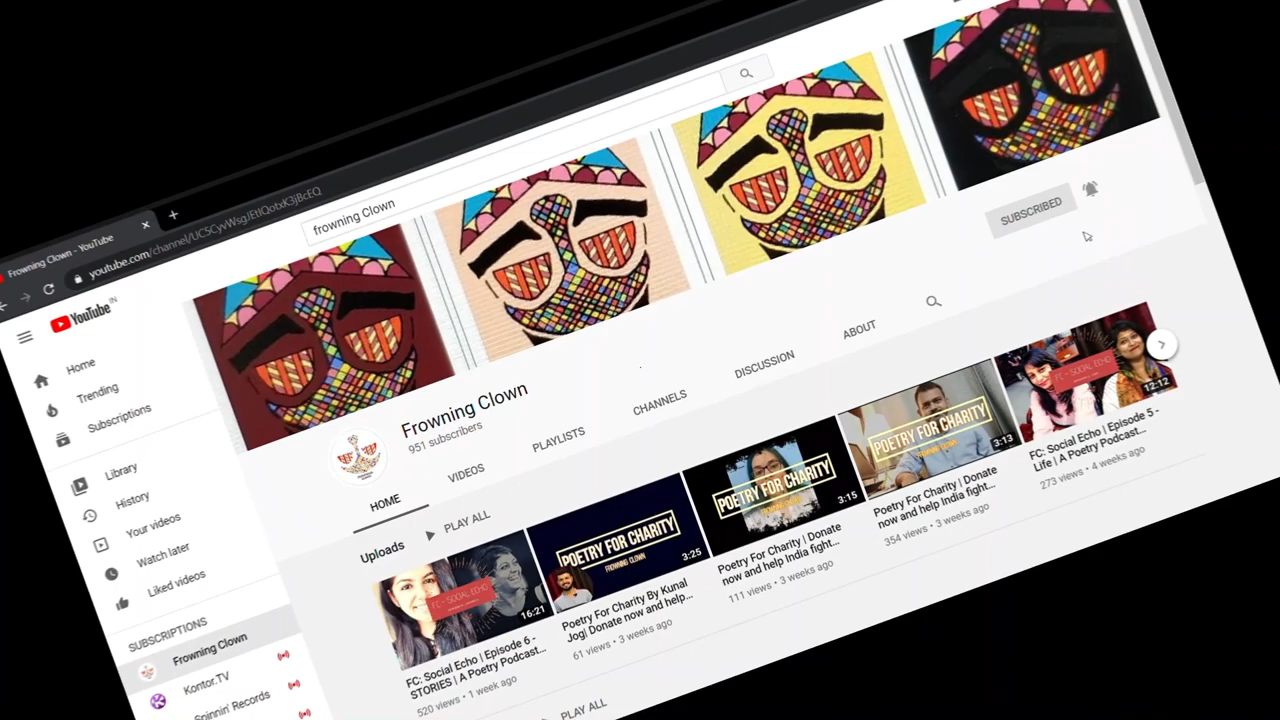 Frowning Clown - YouTube
youtube.com/channel/UC5CyvWsgJEtIQotxK3jBcEQ
YouTube IN
frowning Clown
SUBSCRIBED
Home
Trending
Subscriptions
Library
History
Your videos
Watch later
Liked videos
SUBSCRIPTIONS
Frowning Clown
Kontor.TV
Spinnin' Records
Frowning Clown
951 subscribers
HOME
VIDEOS
PLAYLISTS
CHANNELS
DISCUSSION
ABOUT
Uploads
PLAY ALL
FC - SOCIAL ECHO
16:21
FC: Social Echo | Episode 6 -
STORIES | A Poetry Podcast...
520 views • 1 week ago
POETRY FOR CHARITY
FROWNING CLOWN
3:25
Poetry For Charity By Kunal
Jog| Donate now and help...
61 views • 3 weeks ago
POETRY FOR CHARITY
FROWNING CLOWN
3:15
Poetry For Charity | Donate
now and help India fight...
111 views • 3 weeks ago
POETRY FOR CHARITY
FROWNING CLOWN
3:13
Poetry For Charity | Donate
now and help India fight...
354 views • 3 weeks ago
FC - SOCIAL ECHO
12:12
FC: Social Echo | Episode 5 -
Life | A Poetry Podcast...
273 views • 4 weeks ago
PLAY ALL